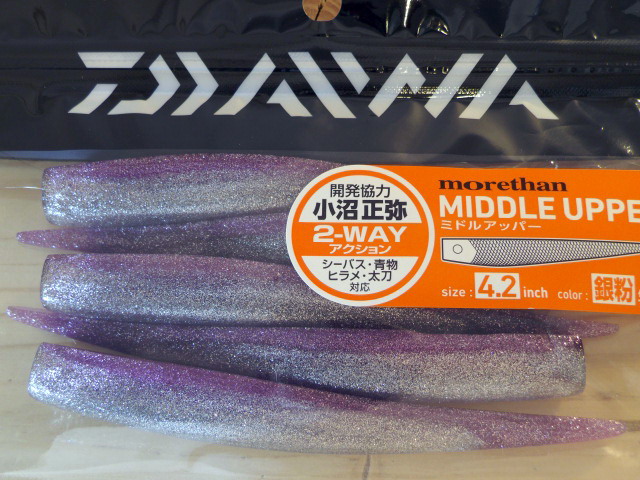 DAIWA
開発協力
小沼正弥
2-WAY
アクション
シーバス・青物
ヒラメ・太刀
対応
morethan
MIDDLE UPPE
ミドルアッパー
size : 4.2 inch color : 銀粉